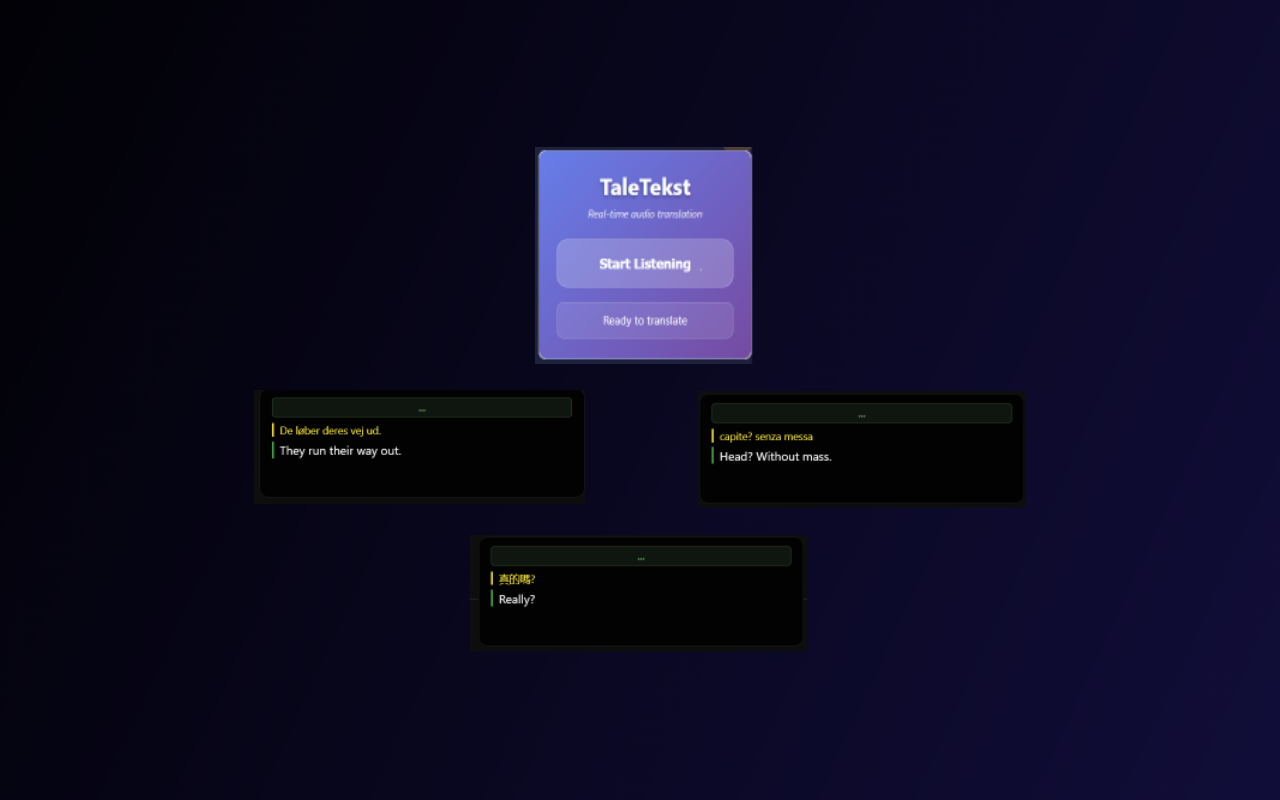 TaleTekst
Real-time audio translation
Start Listening
Ready to translate
...
De løber deres vej ud.
They run their way out.
...
capite? senza messa
Head? Without mass.
...
真的嗎?
Really?